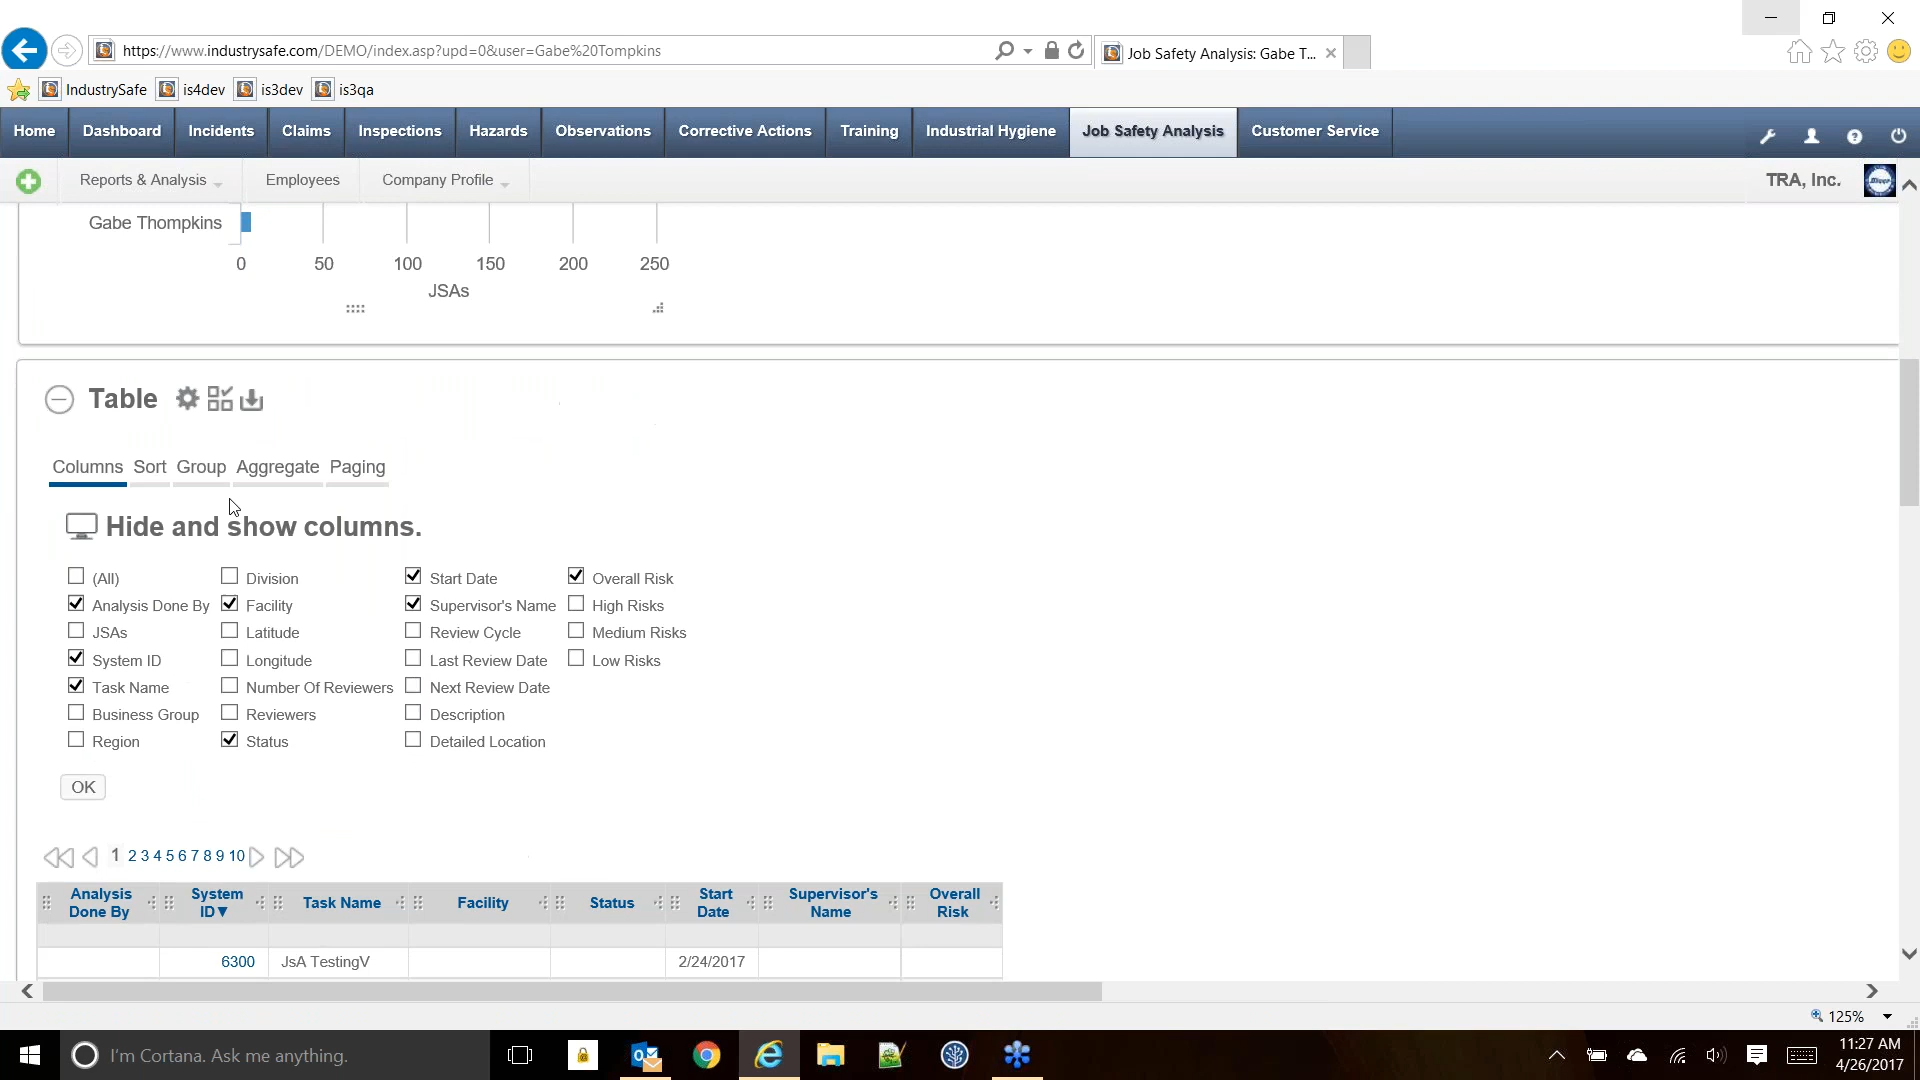 https://www.industrysafe.com/DEMO/index.asp?upd=0&user=Gabe%20Tompkins
Job Safety Analysis: Gabe T...
IndustrySafe is4dev is3dev is3qa
Home Dashboard Incidents Claims Inspections Hazards Observations Corrective Actions Training Industrial Hygiene Job Safety Analysis Customer Service
Reports & Analysis Employees Company Profile TRA, Inc.
Gabe Thompkins
0 50 100 150 200 250
JSAs
Table
Columns Sort Group Aggregate Paging
Hide and show columns.
(All) Division Start Date Overall Risk
Analysis Done By Facility Supervisor's Name High Risks
JSAs Latitude Review Cycle Medium Risks
System ID Longitude Last Review Date Low Risks
Task Name Number Of Reviewers Next Review Date
Business Group Reviewers Description
Region Status Detailed Location
OK
1 2 3 4 5 6 7 8 9 10
Analysis Done By System ID▼ Task Name Facility Status Start Date Supervisor's Name Overall Risk
6300 JsA TestingV 2/24/2017
125%
I'm Cortana. Ask me anything.
11:27 AM
4/26/2017